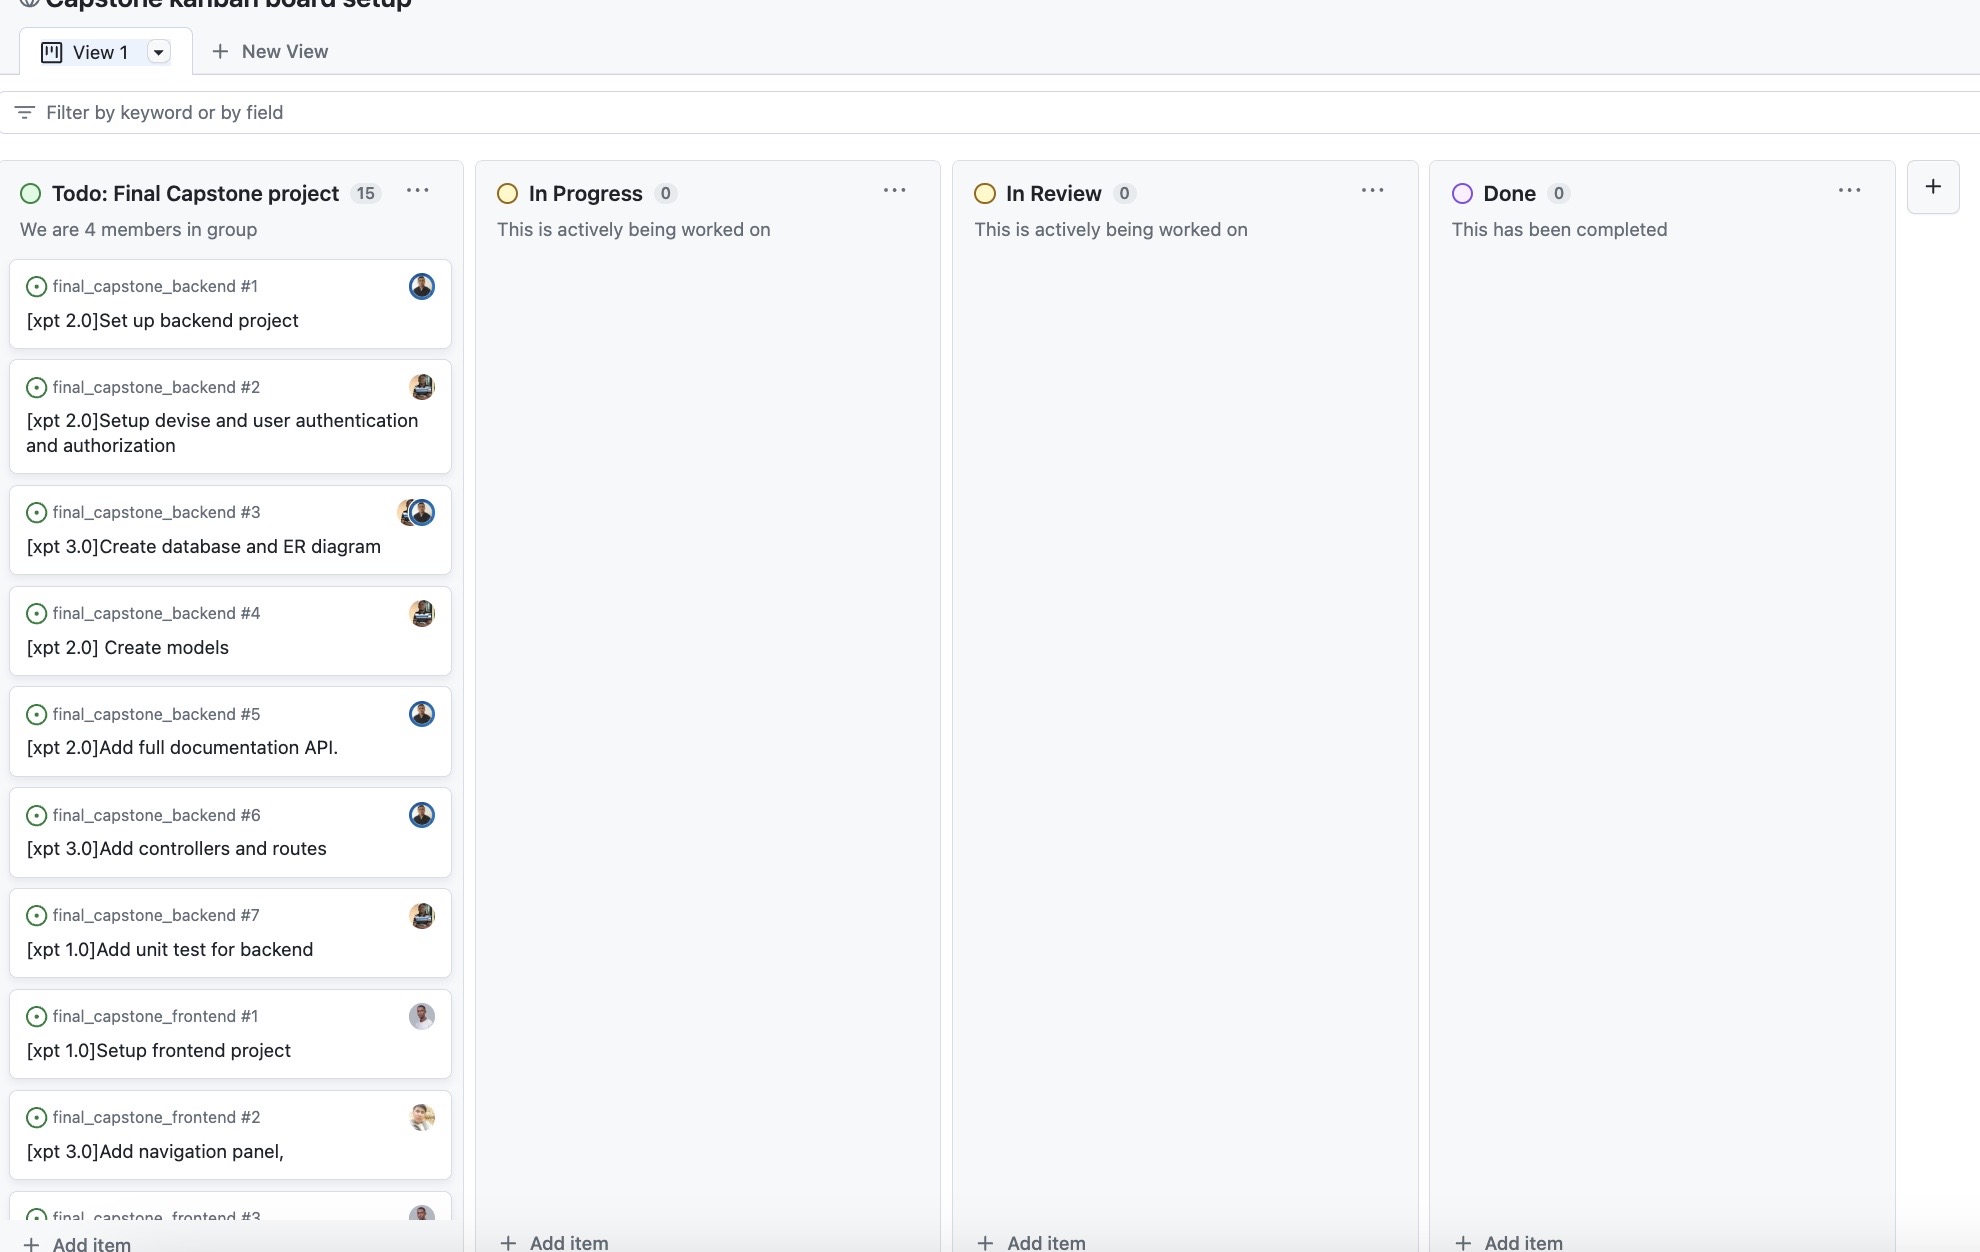 Capstone kanban board setup
View 1
New View
Filter by keyword or by field
Todo: Final Capstone project 15
We are 4 members in group
final_capstone_backend #1
[xpt 2.0]Set up backend project
final_capstone_backend #2
[xpt 2.0]Setup devise and user authentication
and authorization
final_capstone_backend #3
[xpt 3.0]Create database and ER diagram
final_capstone_backend #4
[xpt 2.0] Create models
final_capstone_backend #5
[xpt 2.0]Add full documentation API.
final_capstone_backend #6
[xpt 3.0]Add controllers and routes
final_capstone_backend #7
[xpt 1.0]Add unit test for backend
final_capstone_frontend #1
[xpt 1.0]Setup frontend project
final_capstone_frontend #2
[xpt 3.0]Add navigation panel,
final_capstone_frontend #3
Add item
In Progress 0
This is actively being worked on
Add item
In Review 0
This is actively being worked on
Add item
Done 0
This has been completed
Add item